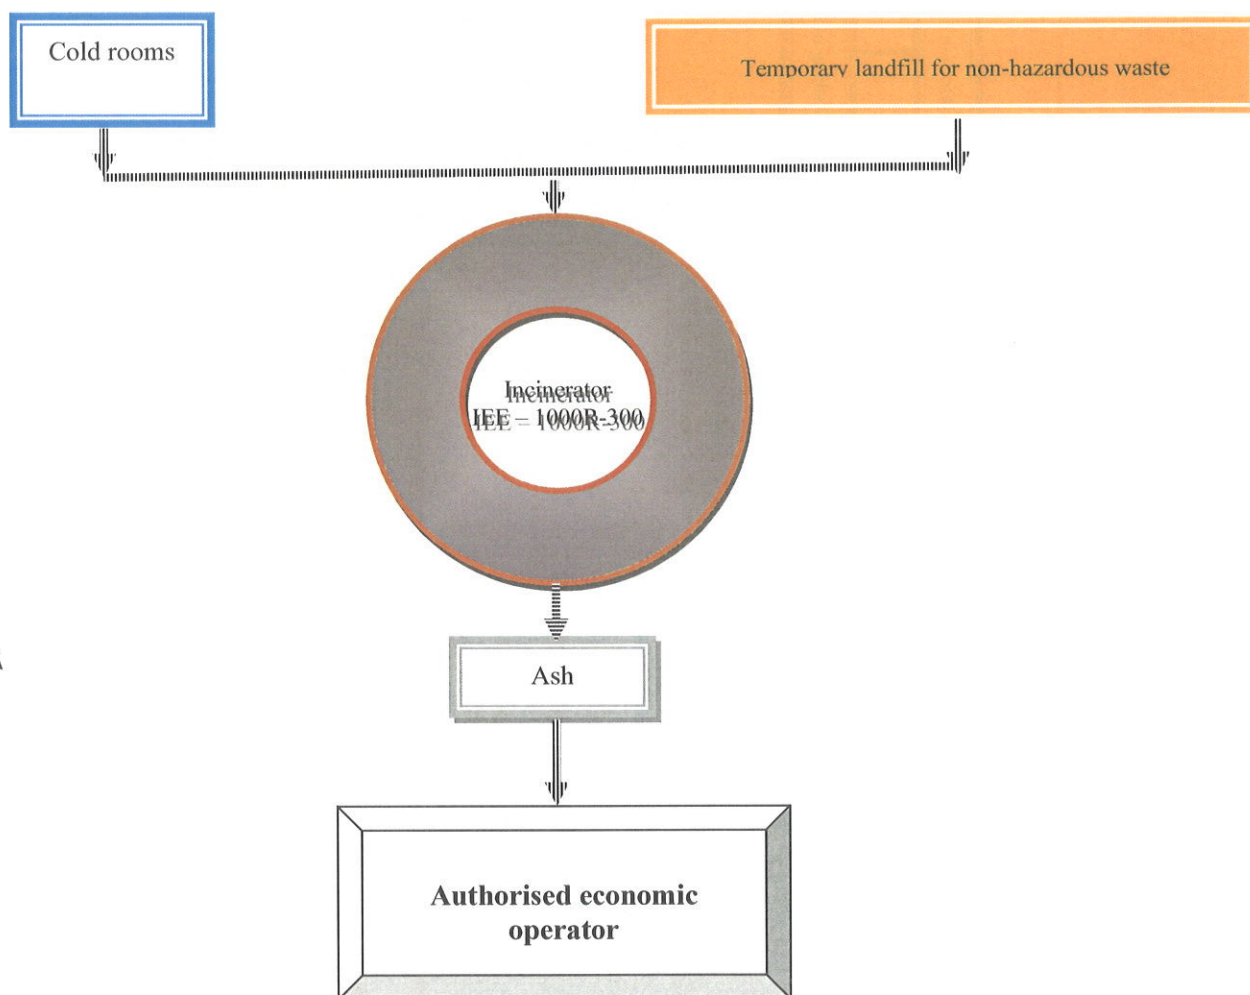 Cold rooms
Temporary landfill for non-hazardous waste
Incinerator
IEE – 1000R-300
Ash
Authorised economic
operator